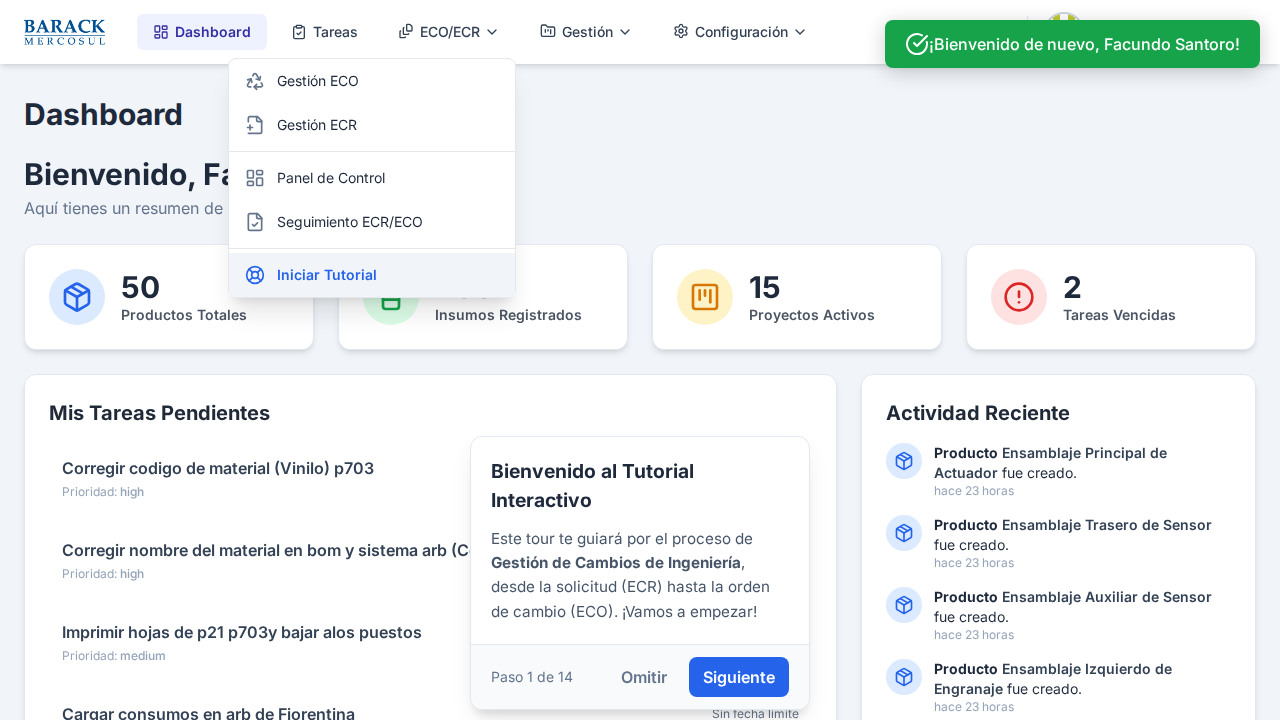 BARACK
MERCOSUL
Dashboard
Tareas
ECO/ECR
Gestión
Configuración
¡Bienvenido de nuevo, Facundo Santoro!
Gestión ECO
Gestión ECR
Panel de Control
Seguimiento ECR/ECO
Iniciar Tutorial
Dashboard
Bienvenido, Fa
Aquí tienes un resumen de
50
Productos Totales
Insumos Registrados
15
Proyectos Activos
2
Tareas Vencidas
Mis Tareas Pendientes
Corregir codigo de material (Vinilo) p703
Prioridad: high
Corregir nombre del material en bom y sistema arb (C
Prioridad: high
Imprimir hojas de p21 p703y bajar alos puestos
Prioridad: medium
Cargar consumos en arb de Fiorentina
Sin fecha límite
Bienvenido al Tutorial
Interactivo
Este tour te guiará por el proceso de
Gestión de Cambios de Ingeniería,
desde la solicitud (ECR) hasta la orden
de cambio (ECO). ¡Vamos a empezar!
Paso 1 de 14
Omitir
Siguiente
Actividad Reciente
Producto Ensamblaje Principal de
Actuador fue creado.
hace 23 horas
Producto Ensamblaje Trasero de Sensor
fue creado.
hace 23 horas
Producto Ensamblaje Auxiliar de Sensor
fue creado.
hace 23 horas
Producto Ensamblaje Izquierdo de
Engranaje fue creado.
hace 23 horas